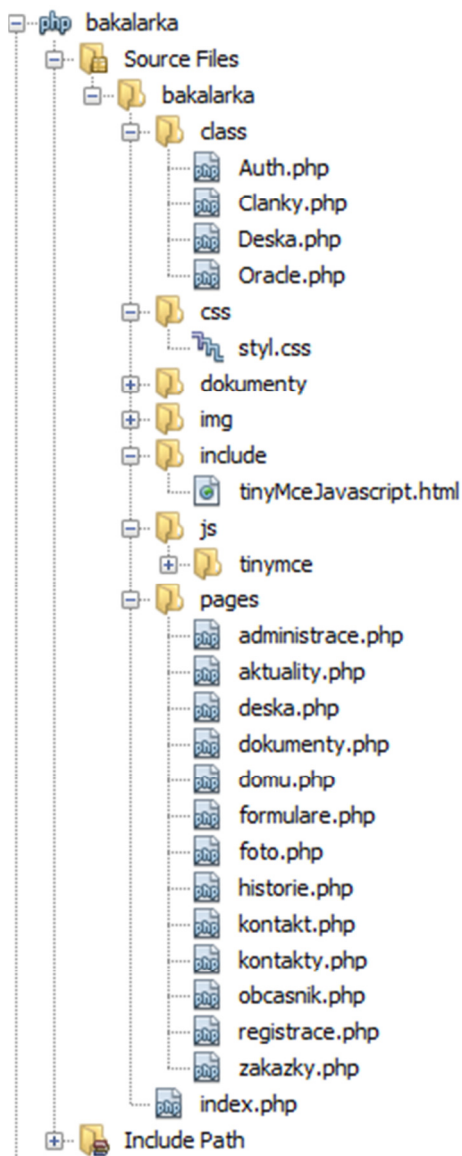 bakalarka
Source Files
bakalarka
class
Auth.php
Clanky.php
Deska.php
Oracle.php
css
styl.css
dokumenty
img
include
tinyMceJavascript.html
js
tinymce
pages
administrace.php
aktuality.php
deska.php
dokumenty.php
domu.php
formulare.php
foto.php
historie.php
kontakt.php
kontakty.php
obcasnik.php
registrace.php
zakazky.php
index.php
Include Path